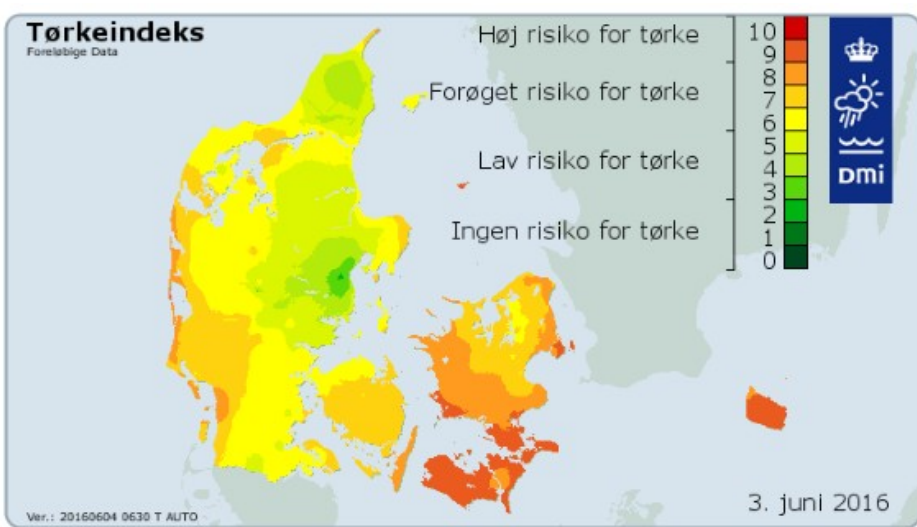 Tørkeindeks
Foreløbige Data
Høj risiko for tørke
Forøget risiko for tørke
Lav risiko for tørke
Ingen risiko for tørke
10
9
8
7
6
5
4
3
2
1
0
DMI
3. juni 2016
Ver.: 20160604 0630 T AUTO